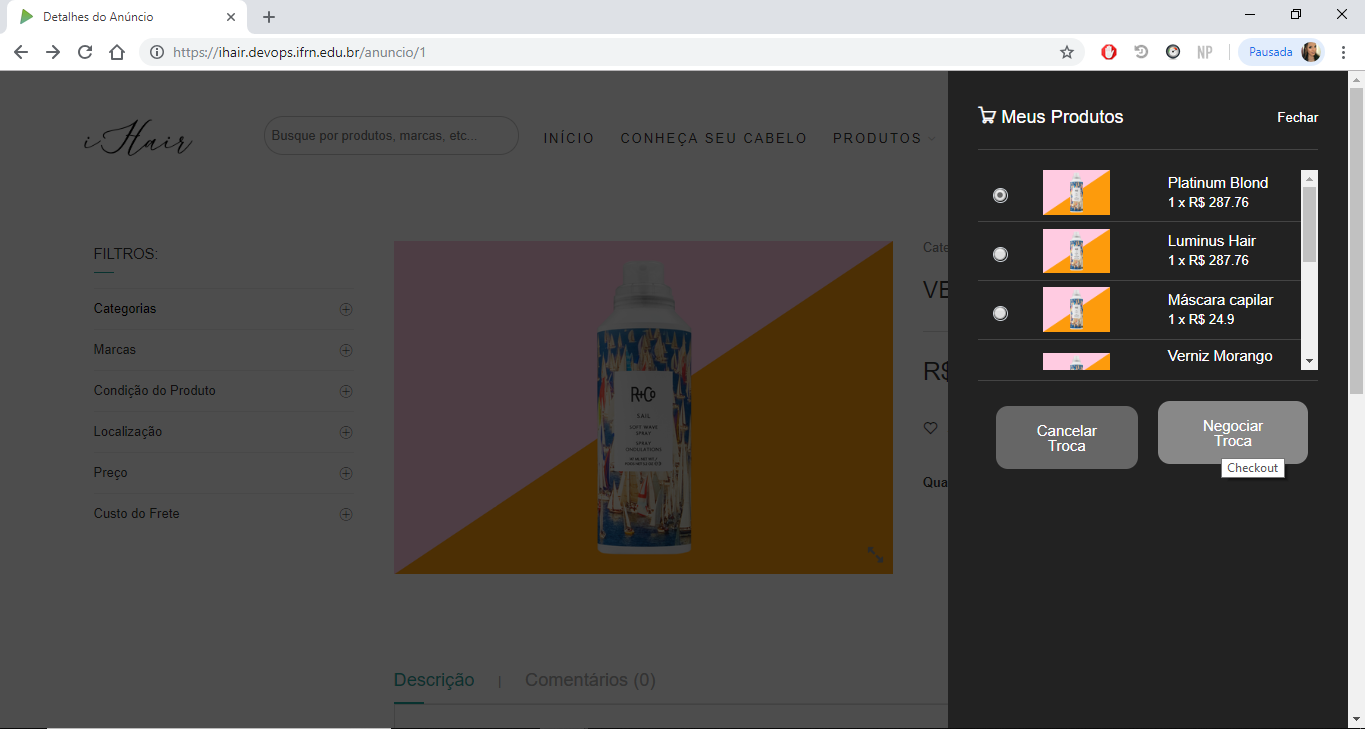 Detalhes do Anúncio
https://ihair.devops.ifrn.edu.br/anuncio/1
NP
Pausada
iHair
Busque por produtos, marcas, etc...
INÍCIO
CONHEÇA SEU CABELO
PRODUTOS
Meus Produtos
Fechar
Platinum Blond
1 x R$ 287.76
Luminus Hair
1 x R$ 287.76
Máscara capilar
1 x R$ 24.9
Verniz Morango
Cancelar
Troca
Negociar
Troca
Checkout
FILTROS:
Categorias
Marcas
Condição do Produto
Localização
Preço
Custo do Frete
R+Co
SAIL
SOFT WAVE
SPRAY
SPRAY
ONDULATIONS
Cate
VE
R$
Qua
Descrição
|
Comentários (0)